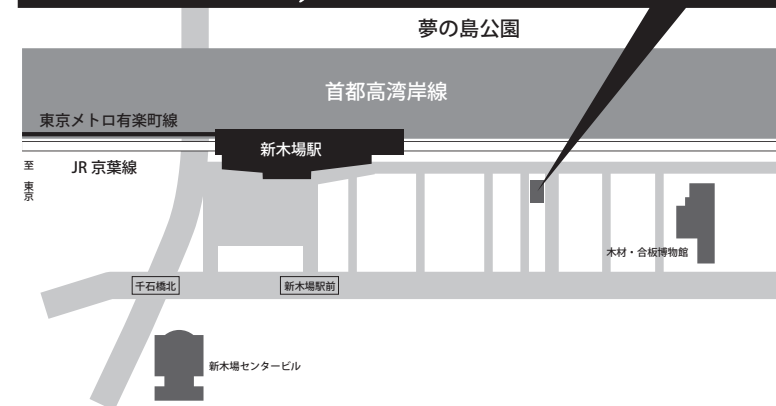 夢の島公園
首都高湾岸線
東京メトロ有楽町線
新木場駅
JR 京葉線
至 東京
木材・合板博物館
千石橋北
新木場駅前
新木場センタービル